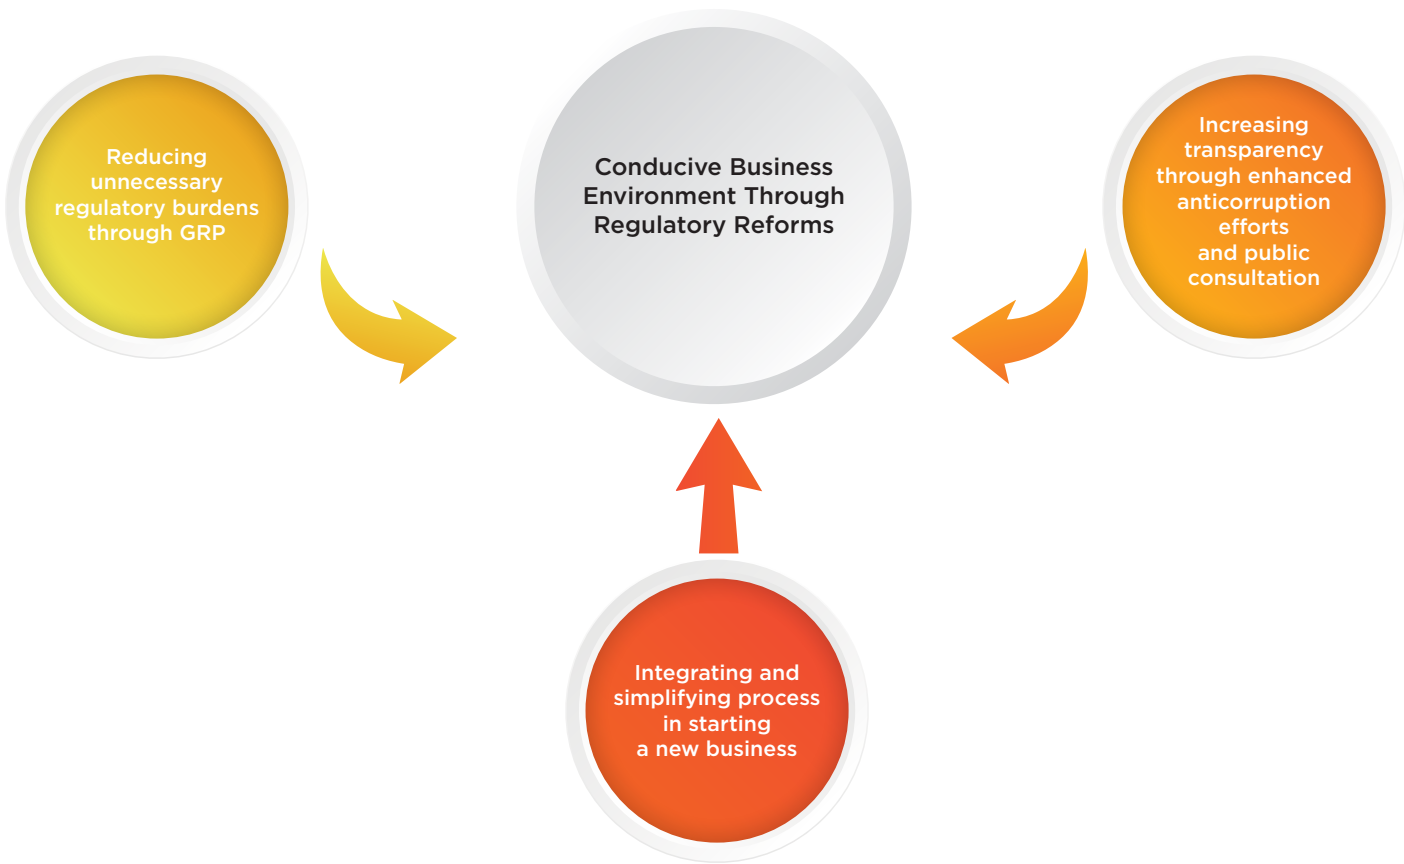 Reducing
unnecessary
regulatory burdens
through GRP
Conducive Business
Environment Through
Regulatory Reforms
Increasing
transparency
through enhanced
anticorruption
efforts
and public
consultation
Integrating and
simplifying process
in starting
a new business